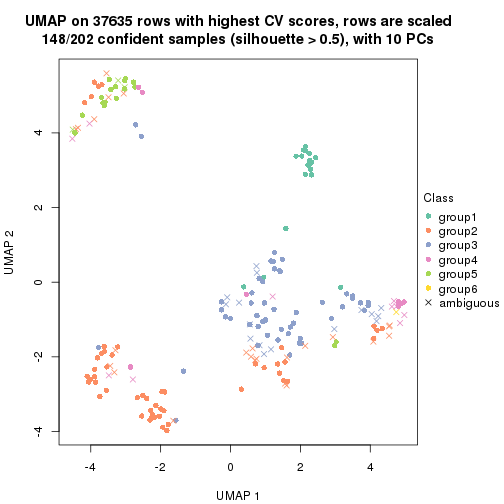 UMAP on 37635 rows with highest CV scores, rows are scaled
148/202 confident samples (silhouette > 0.5), with 10 PCs
UMAP 2
4
2
0
-2
-4
-4
-2
0
2
4
UMAP 1
Class
group1
group2
group3
group4
group5
group6
ambiguous